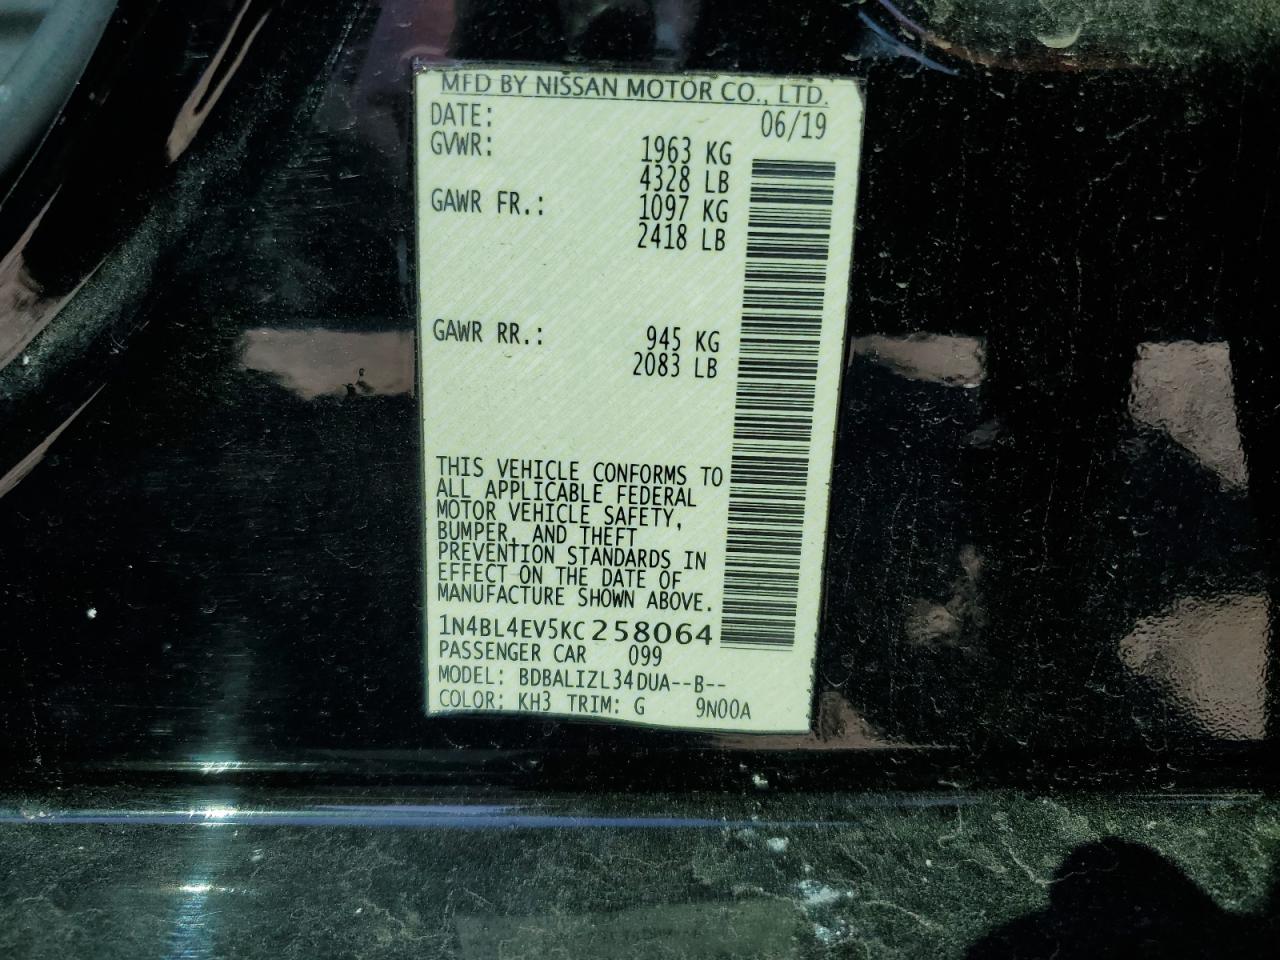 MFD BY NISSAN MOTOR CO., LTD.
DATE: 06/19
GVWR: 1963 KG
4328 LB
GAWR FR.: 1097 KG
2418 LB
GAWR RR.: 945 KG
2083 LB
THIS VEHICLE CONFORMS TO
ALL APPLICABLE FEDERAL
MOTOR VEHICLE SAFETY,
BUMPER, AND THEFT
PREVENTION STANDARDS IN
EFFECT ON THE DATE OF
MANUFACTURE SHOWN ABOVE.
1N4BL4EV5KC258064
PASSENGER CAR 099
MODEL: BDBALIZL34DUA--B--
COLOR: KH3 TRIM: G 9N00A